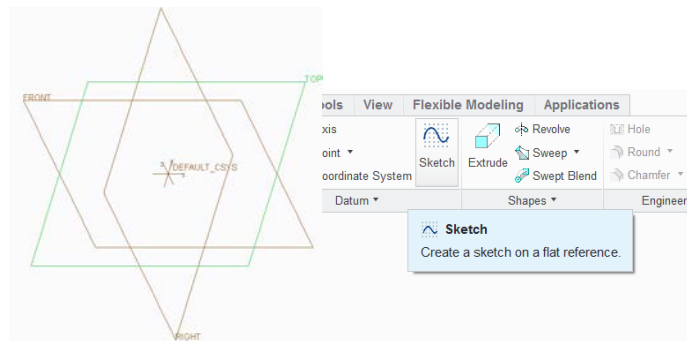 TOP
FRONT
DEFAULT_CSYS
RIGHT
ools View Flexible Modeling Applications
xis
oint
oordinate System
Sketch
Extrude
Revolve
Sweep
Swept Blend
Hole
Round
Chamfer
Datum
Shapes
Engineer
Sketch
Create a sketch on a flat reference.